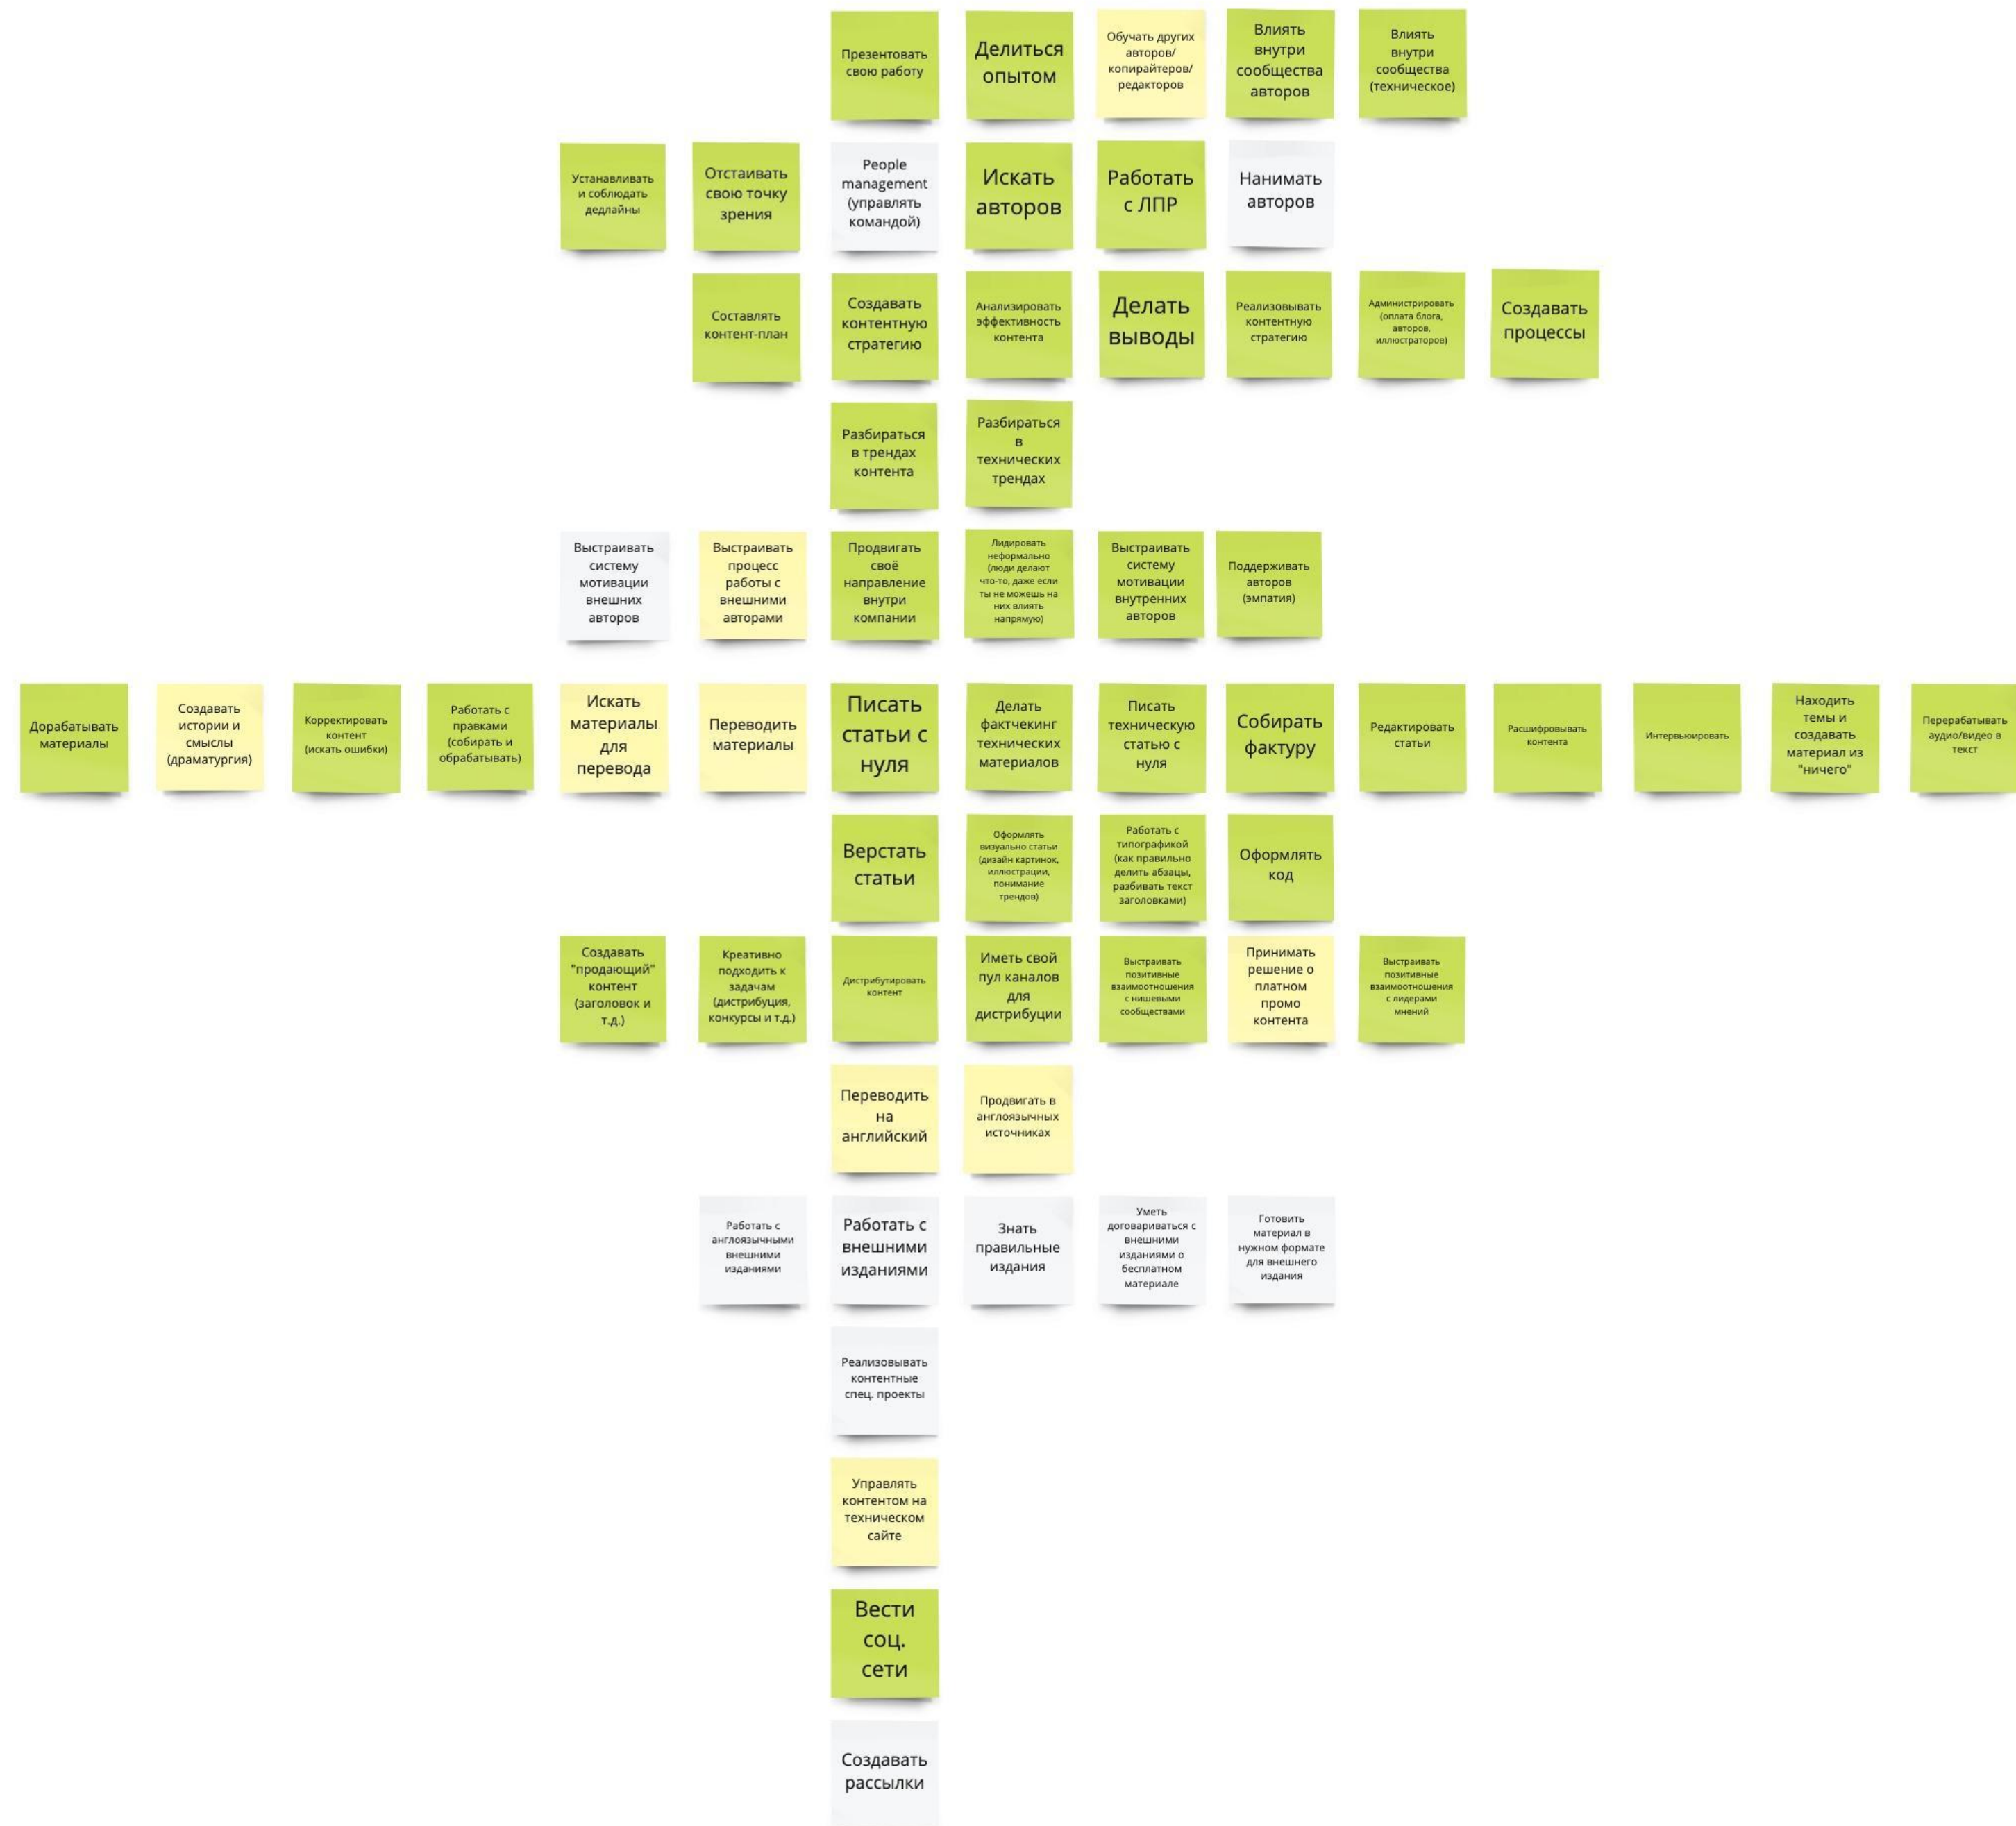 Презентовать
свою работу
Делиться
опытом
Обучать других
авторов/
копирайтеров/
редакторов
Влиять
внутри
сообщества
авторов
Влиять
внутри
сообщества
(техническое)
Устанавливать
и соблюдать
дедлайны
Отстаивать
свою точку
зрения
People
management
(управлять
командой)
Искать
авторов
Работать
с ЛПР
Нанимать
авторов
Составлять
контент-план
Создавать
контентную
стратегию
Анализировать
эффективность
контента
Делать
выводы
Реализовывать
контентную
стратегию
Администрировать
(оплата блога,
авторов,
иллюстраторов)
Создавать
процессы
Разбираться
в трендах
контента
Разбираться
в
технических
трендах
Выстраивать
систему
мотивации
внешних
авторов
Выстраивать
процесс
работы с
внешними
авторами
Продвигать
своё
направление
внутри
компании
Лидировать
неформально
(люди делают
что-то, даже если
ты не можешь на
них влиять
напрямую)
Выстраивать
систему
мотивации
внутренних
авторов
Поддерживать
авторов
(эмпатия)
Дорабатывать
материалы
Создавать
истории и
смыслы
(драматургия)
Корректировать
контент
(искать ошибки)
Работать с
правками
(собирать и
обрабатывать)
Искать
материалы
для
перевода
Переводить
материалы
Писать
статьи с
нуля
Делать
фактчекинг
технических
материалов
Писать
техническую
статью с
нуля
Собирать
фактуру
Редактировать
статьи
Расшифровывать
контента
Интервьюировать
Находить
темы и
создавать
материал из
"ничего"
Перерабатывать
аудио/видео в
текст
Верстать
статьи
Оформлять
визуально статьи
(дизайн картинок,
иллюстрации,
понимание
трендов)
Работать с
типографикой
(как правильно
делить абзацы,
разбивать текст
заголовками)
Оформлять
код
Создавать
"продающий"
контент
(заголовок и
т.д.)
Креативно
подходить к
задачам
(дистрибуция,
конкурсы и т.д.)
Дистрибутировать
контент
Иметь свой
пул каналов
для
дистрибуции
Выстраивать
позитивные
взаимоотношения
с нишевыми
сообществами
Принимать
решение о
платном
промо
контента
Выстраивать
позитивные
взаимоотношения
с лидерами
мнений
Переводить
на
английский
Продвигать в
англоязычных
источниках
Работать с
англоязычными
внешними
изданиями
Работать с
внешними
изданиями
Знать
правильные
издания
Уметь
договариваться с
внешними
изданиями о
бесплатном
материале
Готовить
материал в
нужном формате
для внешнего
издания
Реализовывать
контентные
спец. проекты
Управлять
контентом на
техническом
сайте
Вести
соц.
сети
Создавать
рассылки